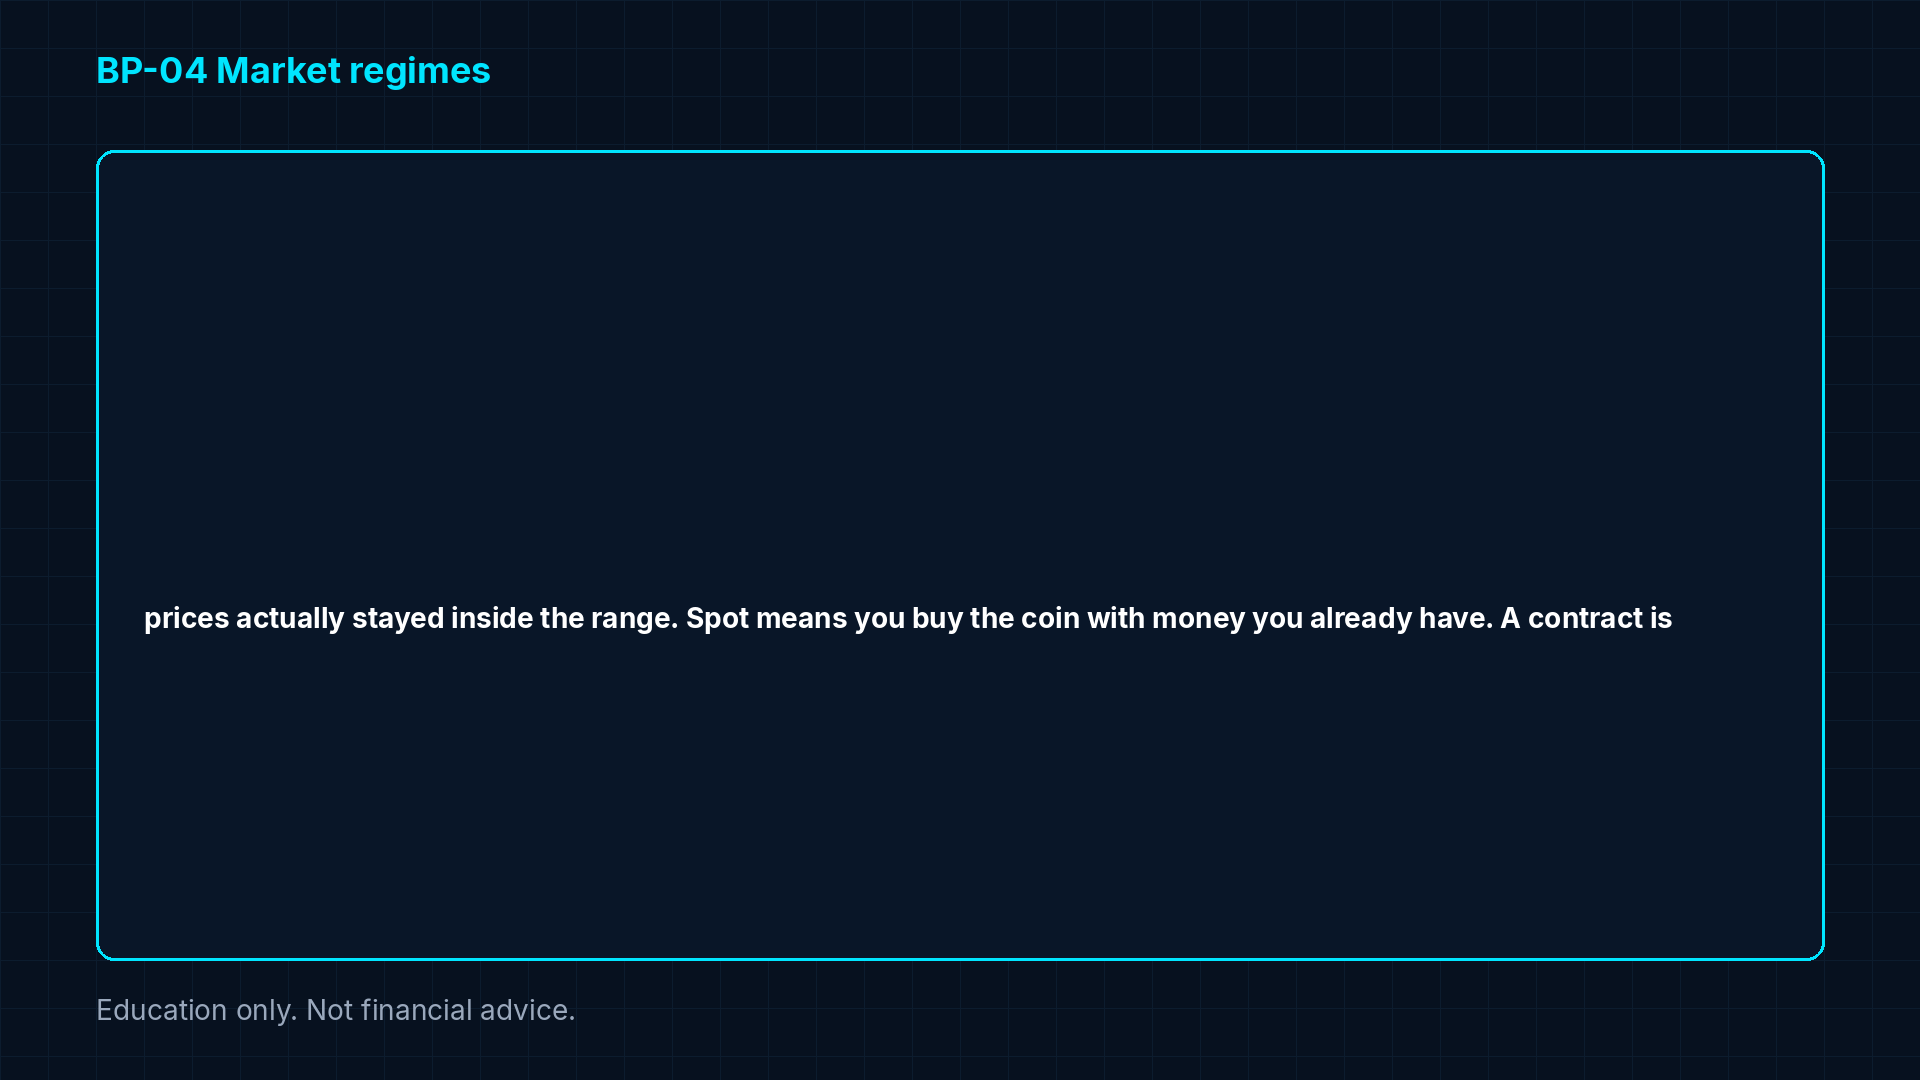 BP-04 Market regimes
prices actually stayed inside the range. Spot means you buy the coin with money you already have. A contract is
Education only. Not financial advice.